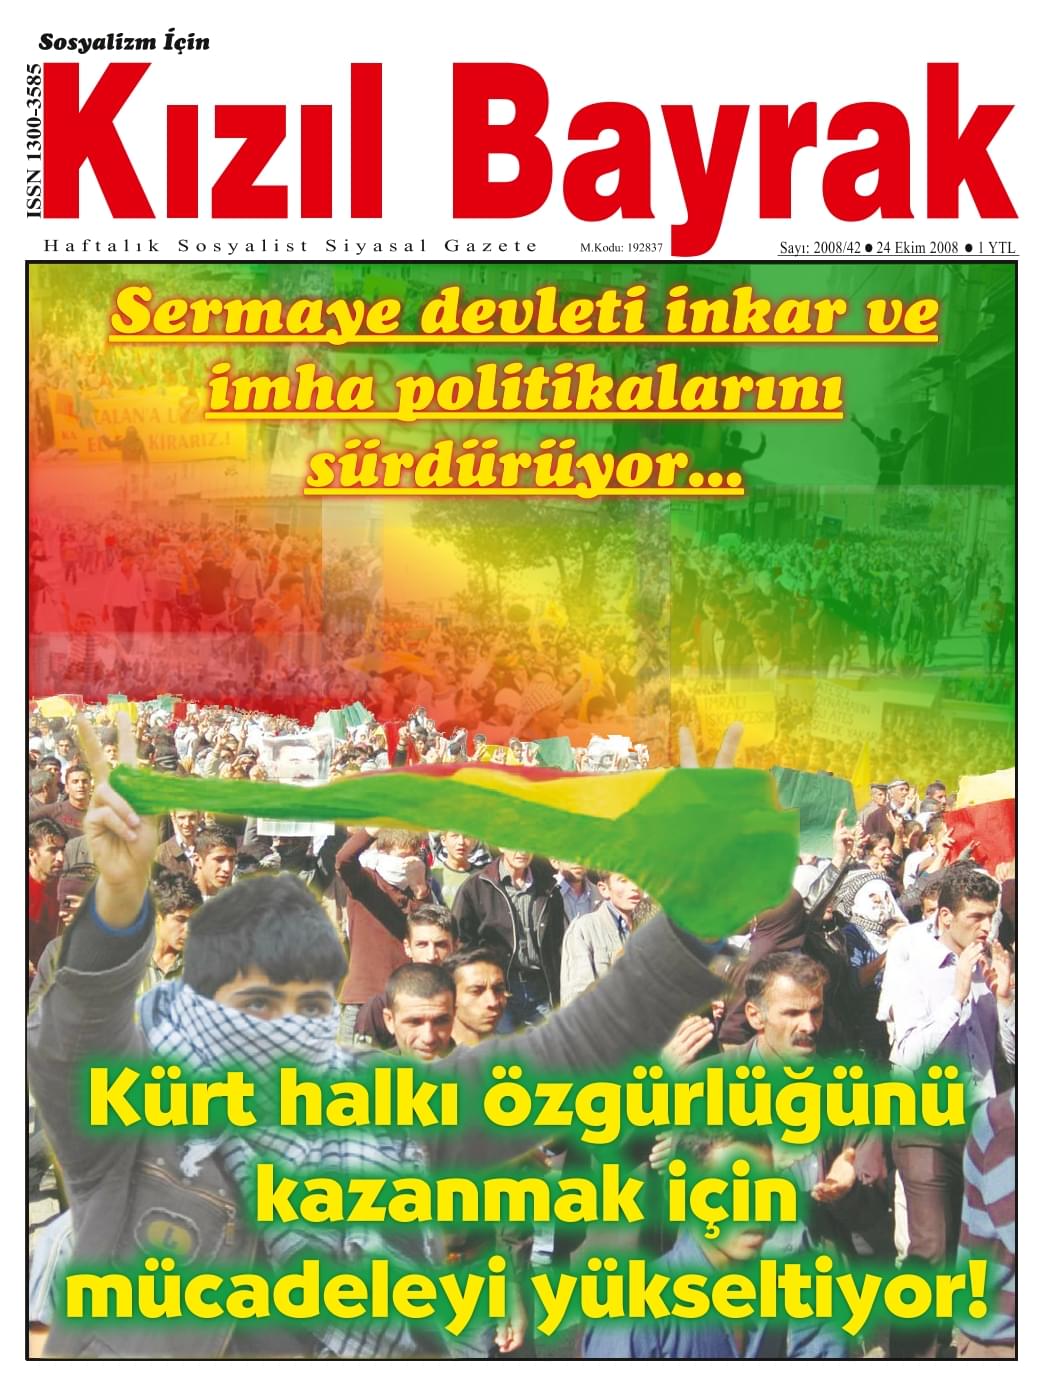 Sosyalizm İçin
ISSN 1300-3585
Kızıl Bayrak
Haftalık Sosyalist Siyasal Gazete
M.Kodu: 192837
Sayı: 2008/42 ● 24 Ekim 2008 ● 1 YTL
Sermaye devleti inkar ve
imha politikalarını
sürdürüyor...
KIRARIZ.!
Kürt halkı özgürlüğünü
kazanmak için
mücadeleyi yükseltiyor!